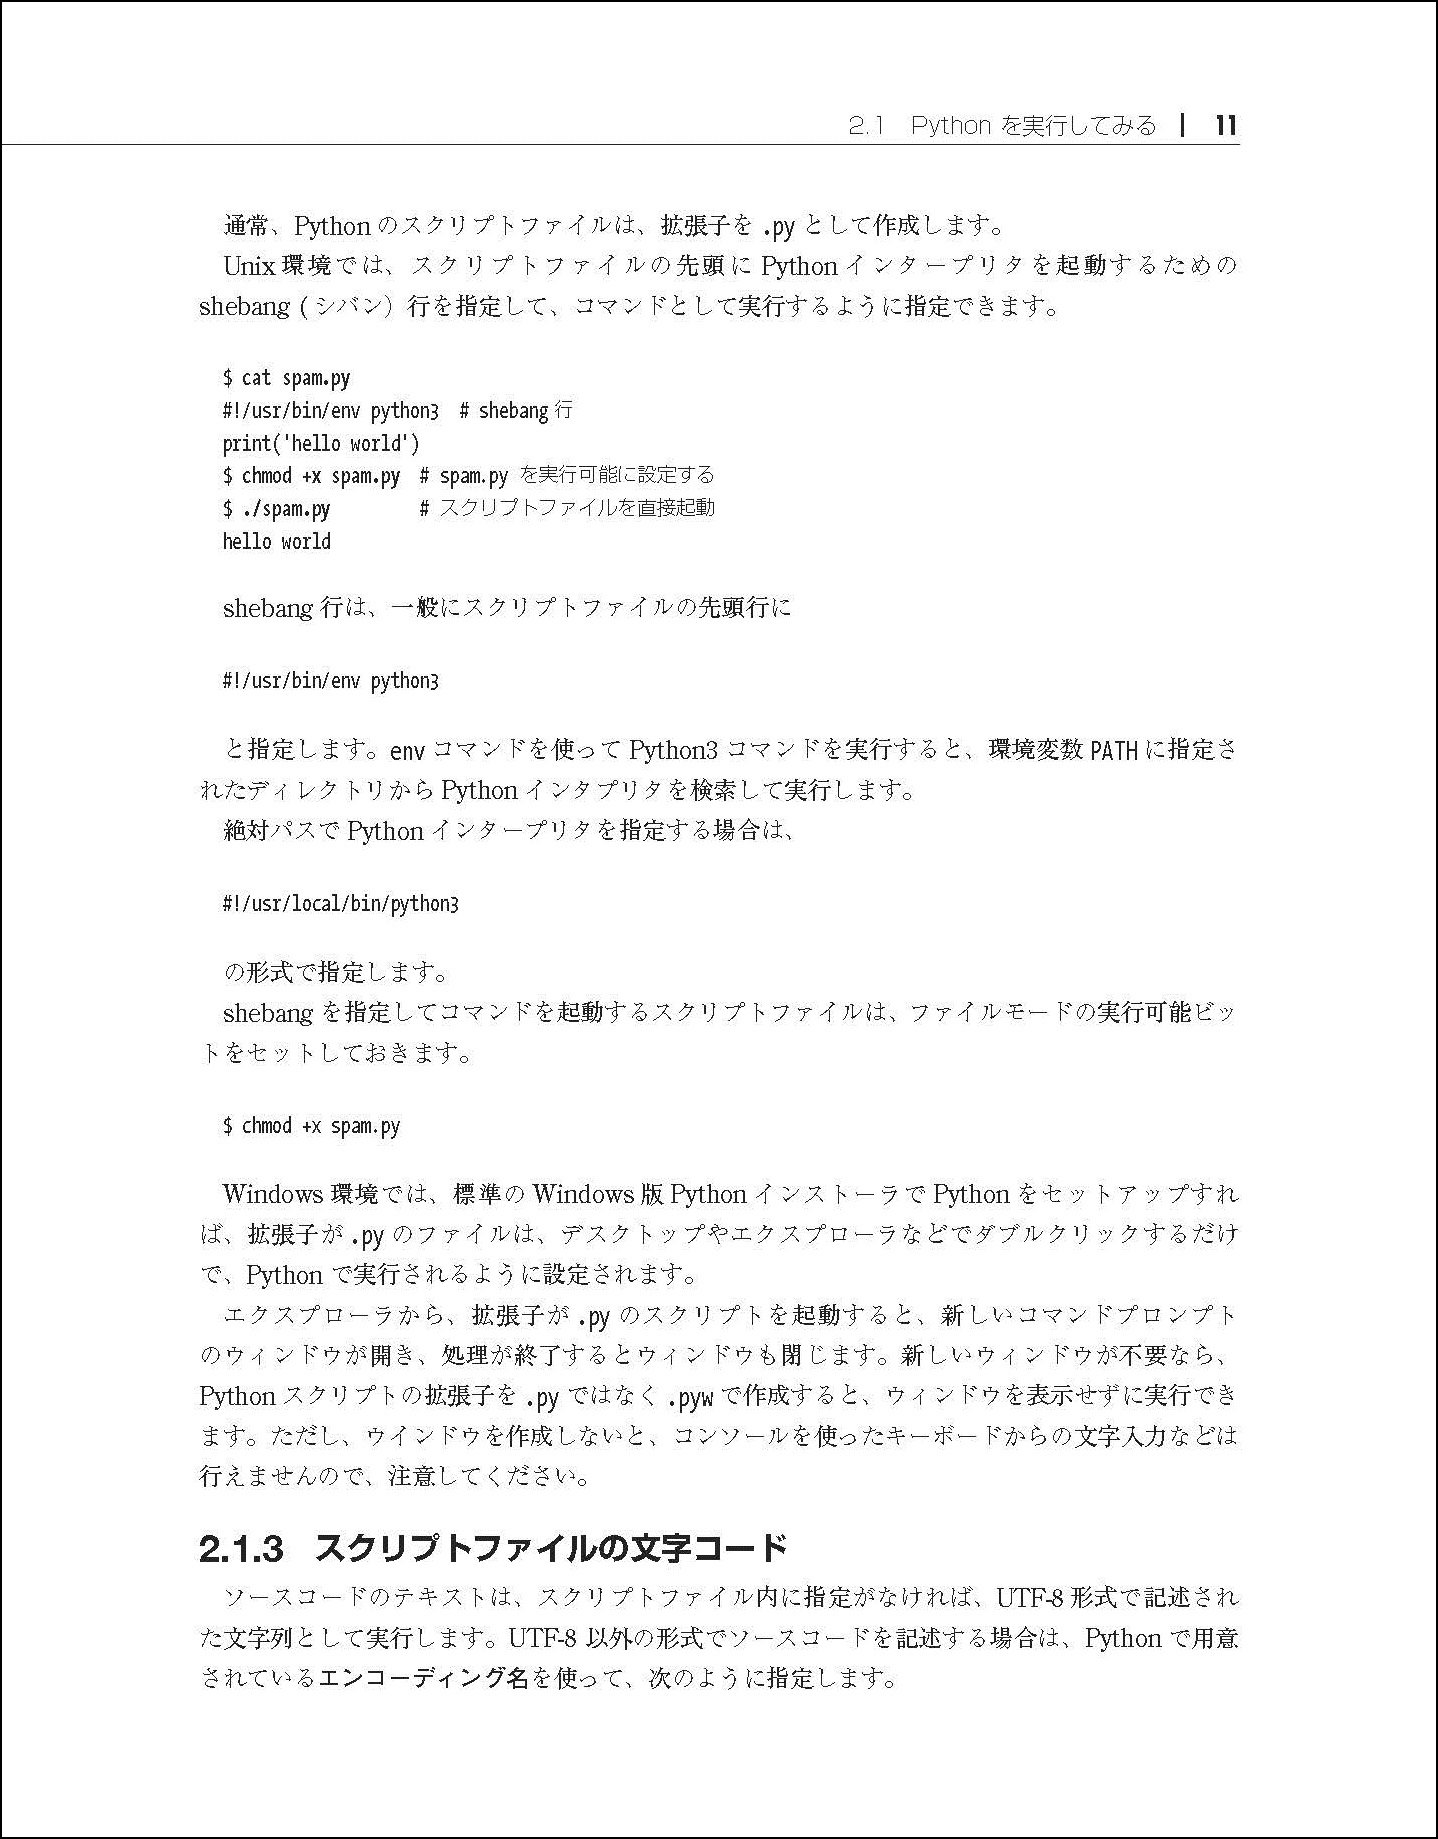 2.1 Python を実行してみる | 11
通常、Python のスクリプトファイルは、拡張子を .py として作成します。
Unix 環境では、スクリプトファイルの先頭に Python インタープリタを起動するための
shebang (シバン）行を指定して、コマンドとして実行するように指定できます。
$ cat spam.py
#!/usr/bin/env python3 # shebang 行
print('hello world')
$ chmod +x spam.py # spam.py を実行可能に設定する
$ ./spam.py # スクリプトファイルを直接起動
hello world
shebang 行は、一般にスクリプトファイルの先頭行に
#!/usr/bin/env python3
と指定します。env コマンドを使って Python3 コマンドを実行すると、環境変数 PATH に指定さ
れたディレクトリから Python インタプリタを検索して実行します。
絶対パスで Python インタープリタを指定する場合は、
#!/usr/local/bin/python3
の形式で指定します。
shebang を指定してコマンドを起動するスクリプトファイルは、ファイルモードの実行可能ビッ
トをセットしておきます。
$ chmod +x spam.py
Windows 環境では、標準の Windows 版 Python インストーラで Python をセットアップすれ
ば、拡張子が .py のファイルは、デスクトップやエクスプローラなどでダブルクリックするだけ
で、Python で実行されるように設定されます。
エクスプローラから、拡張子が .py のスクリプトを起動すると、新しいコマンドプロンプト
のウィンドウが開き、処理が終了するとウィンドウも閉じます。新しいウィンドウが不要なら、
Python スクリプトの拡張子を .py ではなく .pyw で作成すると、ウィンドウを表示せずに実行でき
ます。ただし、ウインドウを作成しないと、コンソールを使ったキーボードからの文字入力などは
行えませんので、注意してください。
2.1.3 スクリプトファイルの文字コード
ソースコードのテキストは、スクリプトファイル内に指定がなければ、UTF-8 形式で記述され
た文字列として実行します。UTF-8 以外の形式でソースコードを記述する場合は、Python で用意
されているエンコーディング名を使って、次のように指定します。